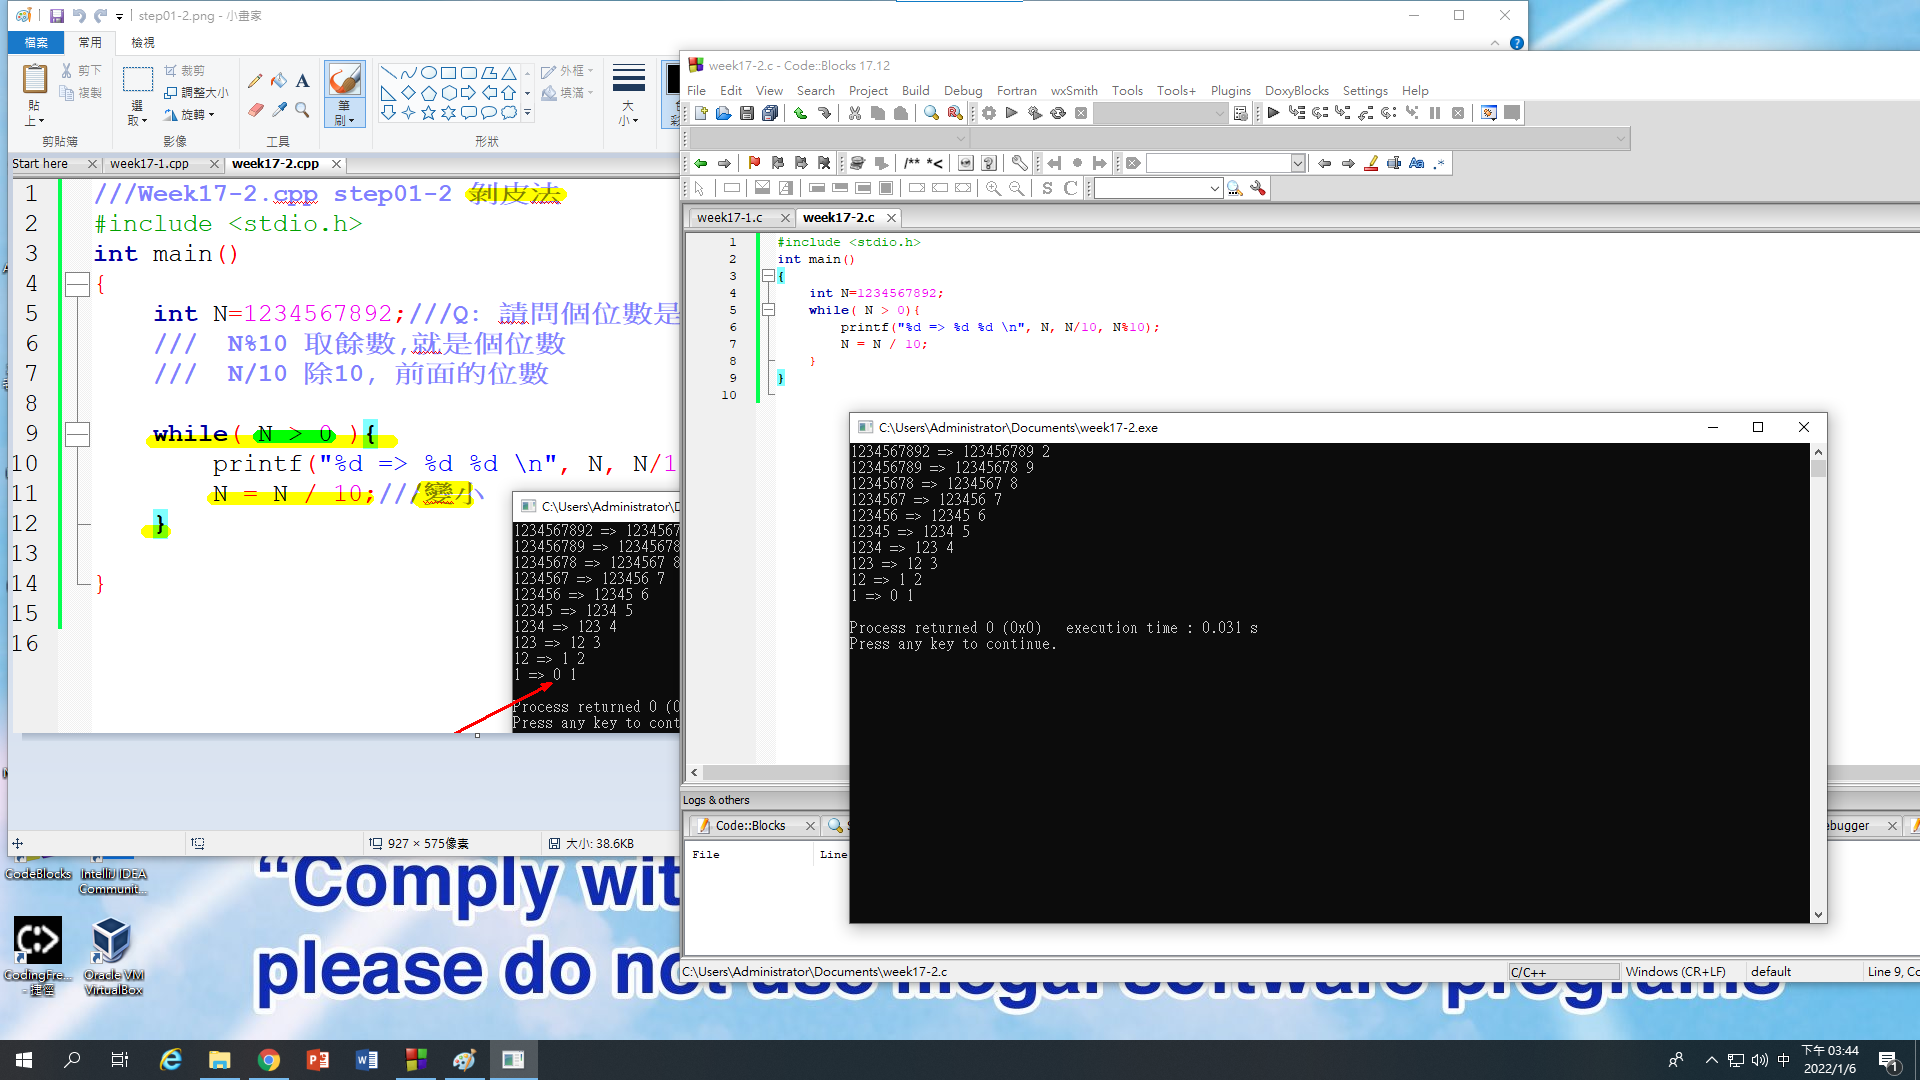 step01-2.png - 小畫家
檔案 常用 檢視
貼上 剪下 複製 剪貼簿
選取 裁剪 調整大小 旋轉 影像
工具
筆刷
形狀
外框 填滿
大小
Start here week17-1.cpp week17-2.cpp
1 ///Week17-2.cpp step01-2 剝皮法
2 #include <stdio.h>
3 int main()
4 {
5 int N=1234567892;///Q: 請問個位數是
6 /// N%10 取餘數,就是個位數
7 /// N/10 除10, 前面的位數
8
9 while( N > 0 ){
10 printf("%d => %d %d \n", N, N/1
11 N = N / 10;///變小
12 }
13
14 }
15
16
C:\Users\Administrator\D
1234567892 => 1234567
123456789 => 12345678
12345678 => 1234567 8
1234567 => 123456 7
123456 => 12345 6
12345 => 1234 5
1234 => 123 4
123 => 12 3
12 => 1 2
1 => 0 1
Process returned 0 (0
Press any key to cont
927 × 575像素 大小: 38.6KB
week17-2.c - Code::Blocks 17.12
File Edit View Search Project Build Debug Fortran wxSmith Tools Tools+ Plugins DoxyBlocks Settings Help
/** *<
S C
week17-1.c week17-2.c
1 #include <stdio.h>
2 int main()
3 {
4 int N=1234567892;
5 while( N > 0){
6 printf("%d => %d %d \n", N, N/10, N%10);
7 N = N / 10;
8 }
9 }
10
C:\Users\Administrator\Documents\week17-2.exe
1234567892 => 123456789 2
123456789 => 12345678 9
12345678 => 1234567 8
1234567 => 123456 7
123456 => 12345 6
12345 => 1234 5
1234 => 123 4
123 => 12 3
12 => 1 2
1 => 0 1
Process returned 0 (0x0) execution time : 0.031 s
Press any key to continue.
Logs & others
Code::Blocks
ebugger
File Line
C:\Users\Administrator\Documents\week17-2.c C/C++ Windows (CR+LF) default Line 9, Co
CodeBlocks IntelliJ IDEA Communit...
CodingFre... - 捷徑 Oracle VM VirtualBox
“Comply wit
please do no
software programs
中 下午 03:44
2022/1/6
1